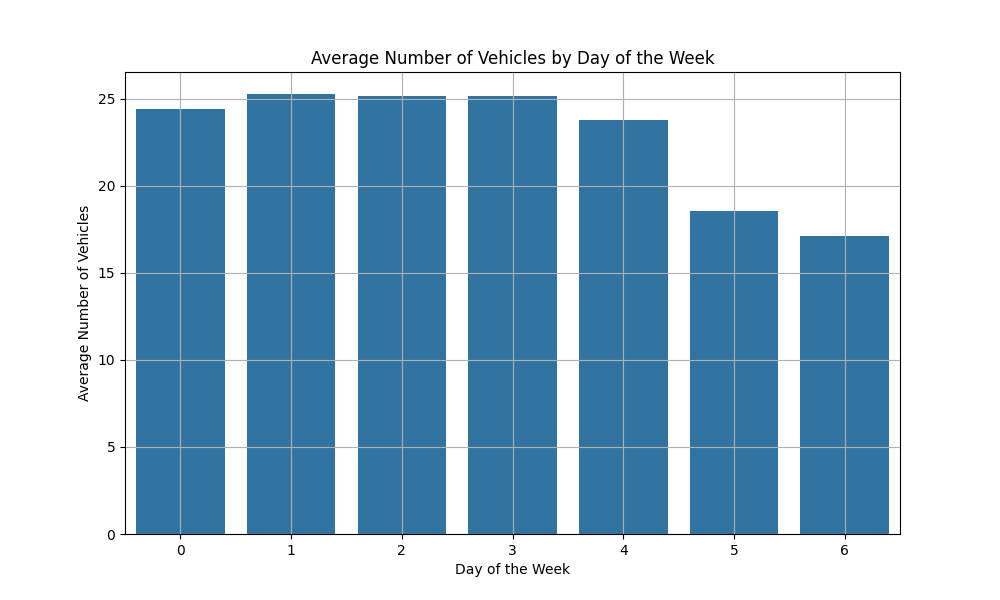 Average Number of Vehicles by Day of the Week
Average Number of Vehicles
25
20
15
10
5
0
0 1 2 3 4 5 6
Day of the Week